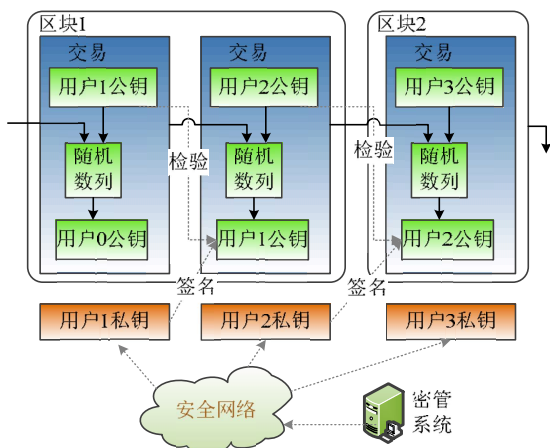 区块1
区块2
交易
交易
交易
用户1公钥
用户2公钥
用户3公钥
检验
检验
随机
数列
随机
数列
随机
数列
用户0公钥
用户1公钥
用户2公钥
签名
签名
用户1私钥
用户2私钥
用户3私钥
安全网络
密管
系统